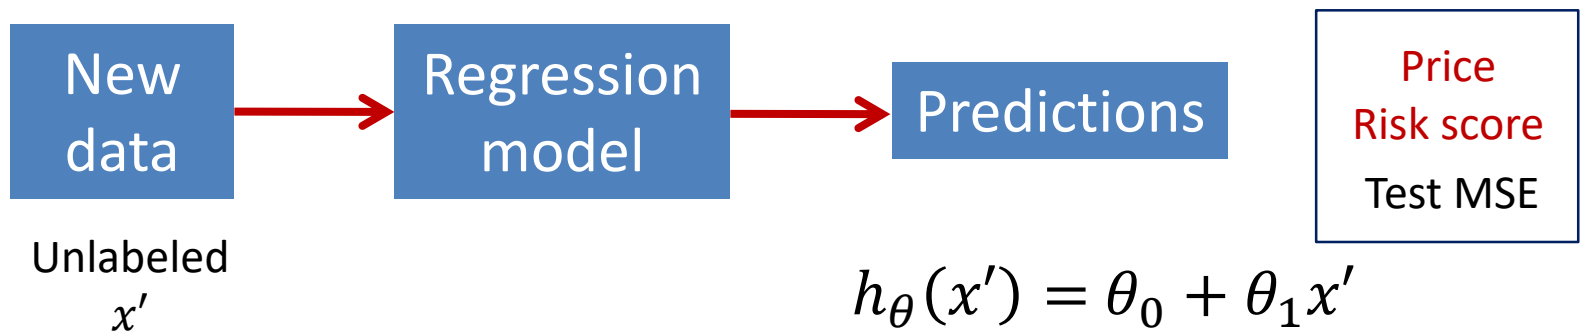 New
data
Regression
model
Predictions
Price
Risk score
Test MSE
Unlabeled
x′
h_θ(x′) = θ_0 + θ_1x′